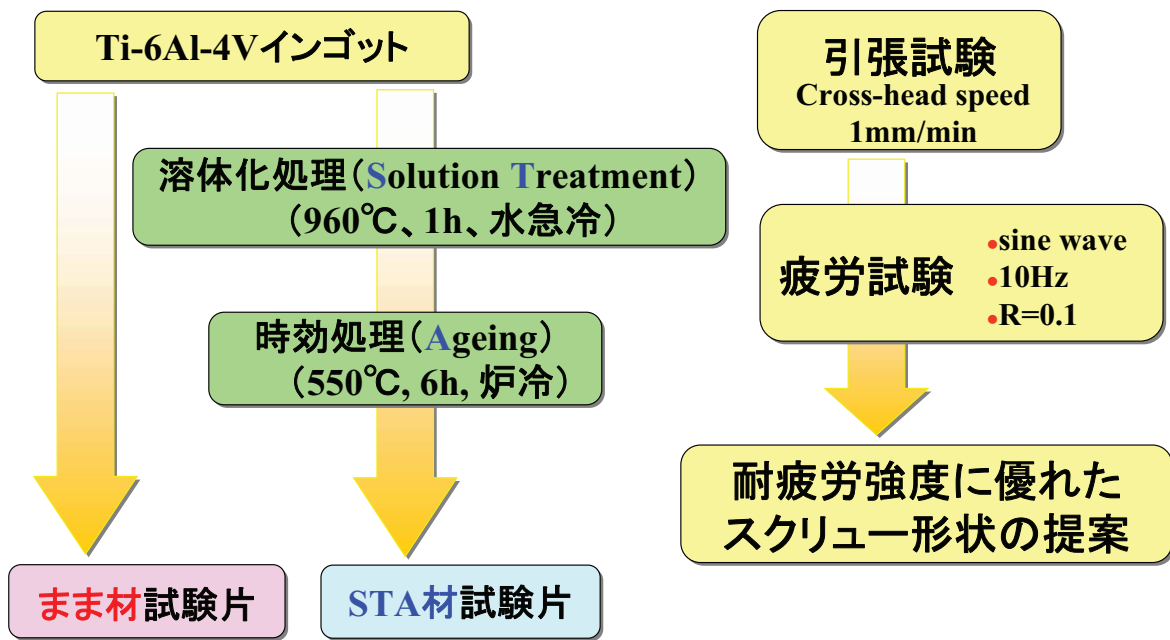 Ti-6Al-4Vインゴット
溶体化処理(Solution Treatment)
(960℃、1h、水急冷)
時効処理(Ageing)
(550℃, 6h, 炉冷)
まま材試験片
STA材試験片
引張試験
Cross-head speed
1mm/min
疲労試験
•sine wave
•10Hz
•R=0.1
耐疲労強度に優れた
スクリュー形状の提案